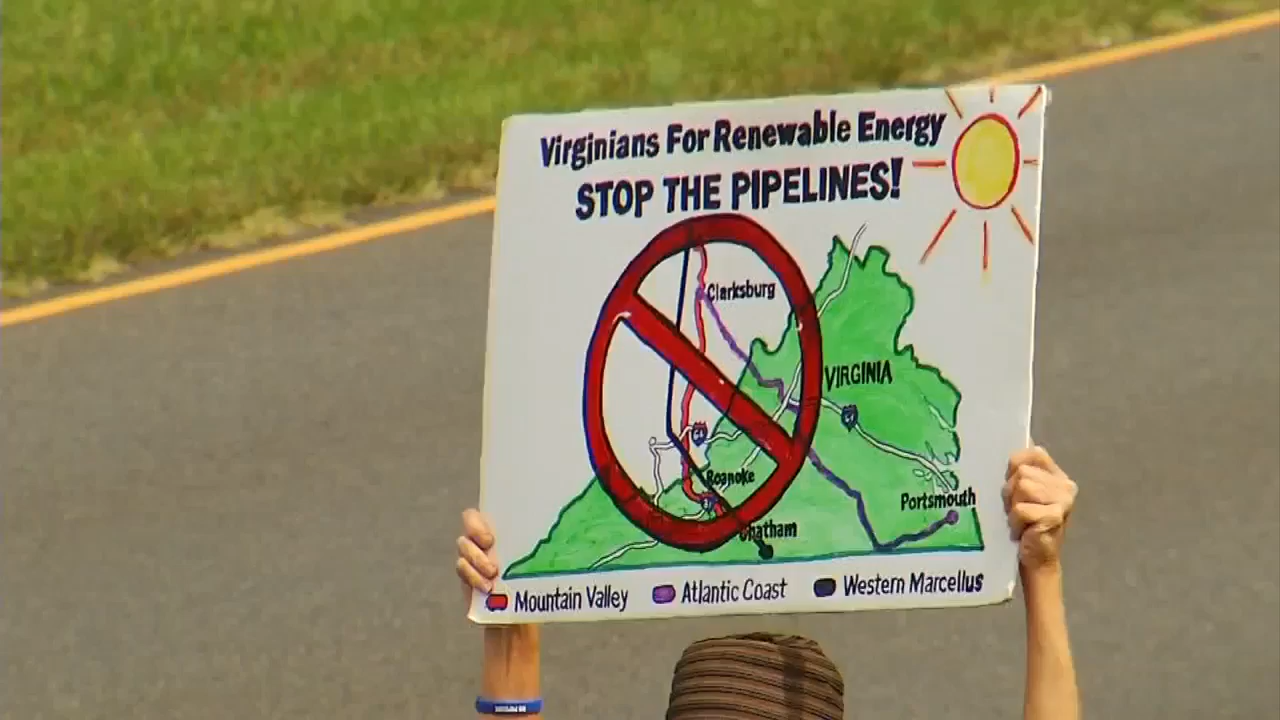 Virginians For Renewable Energy
STOP THE PIPELINES!
Clarksburg
VIRGINIA
Roanoke
Portsmouth
Chatham
Mountain Valley
Atlantic Coast
Western Marcellus